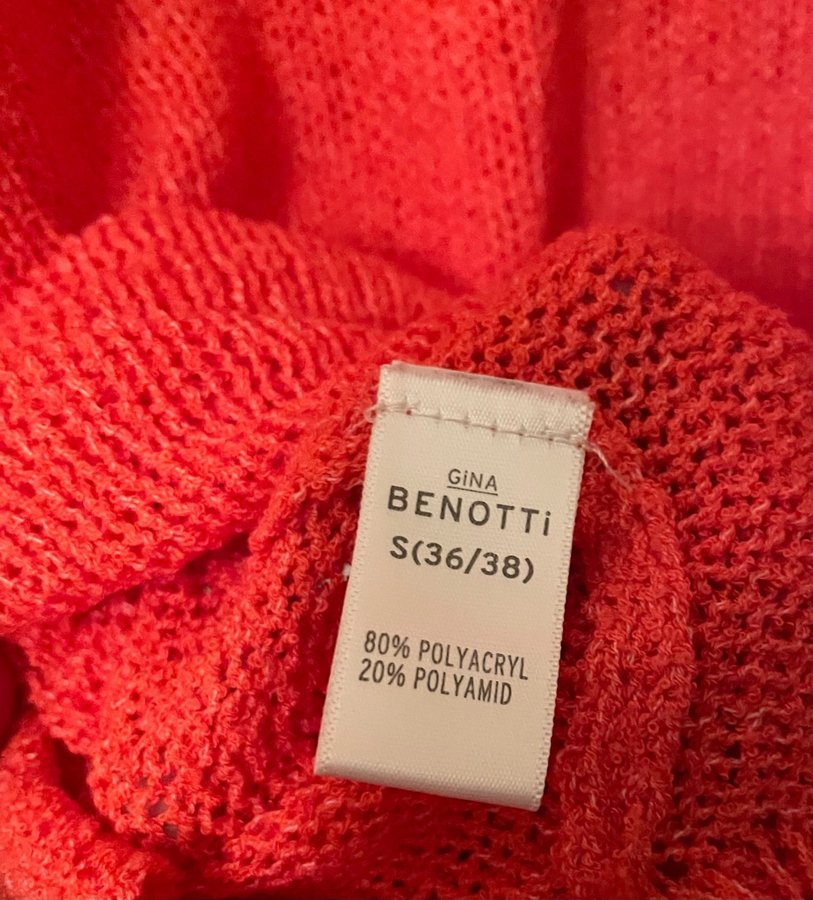 GiNA
BENOTTi
S(36/38)
80% POLYACRYL
20% POLYAMID